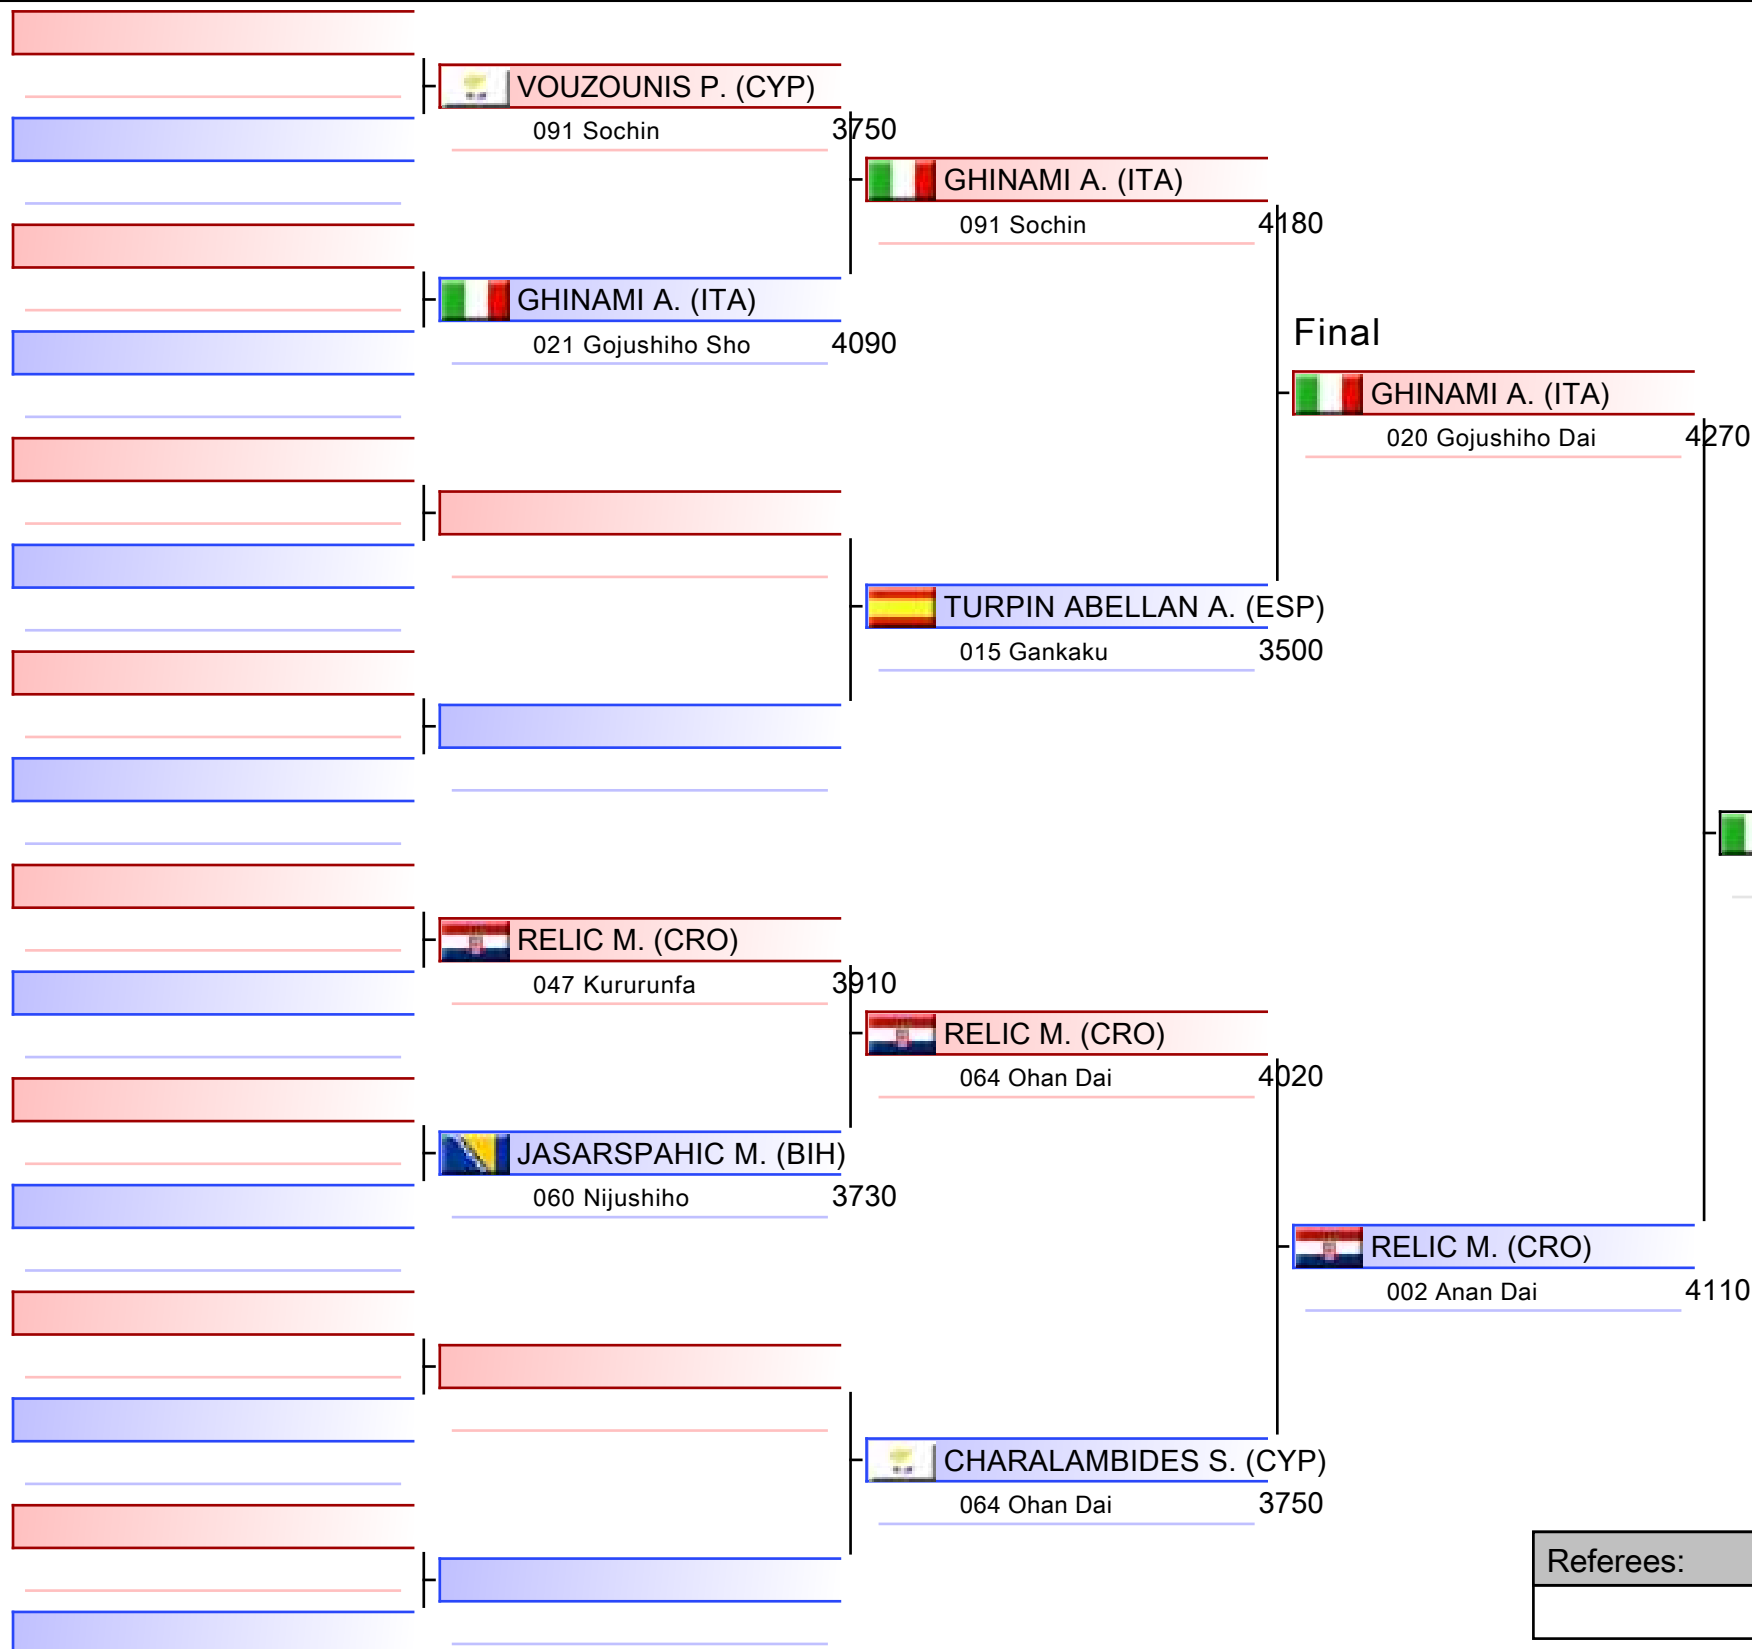 VOUZOUNIS P. (CYP)
091 Sochin 3750
GHINAMI A. (ITA)
021 Gojushiho Sho 4090
RELIC M. (CRO)
047 Kururunfa 3910
JASARSPAHIC M. (BIH)
060 Nijushiho 3730
GHINAMI A. (ITA)
091 Sochin 4180
TURPIN ABELLAN A. (ESP)
015 Gankaku 3500
RELIC M. (CRO)
064 Ohan Dai 4020
CHARALAMBIDES S. (CYP)
064 Ohan Dai 3750
Final
GHINAMI A. (ITA)
020 Gojushiho Dai 4270
RELIC M. (CRO)
002 Anan Dai 4110
Referees: